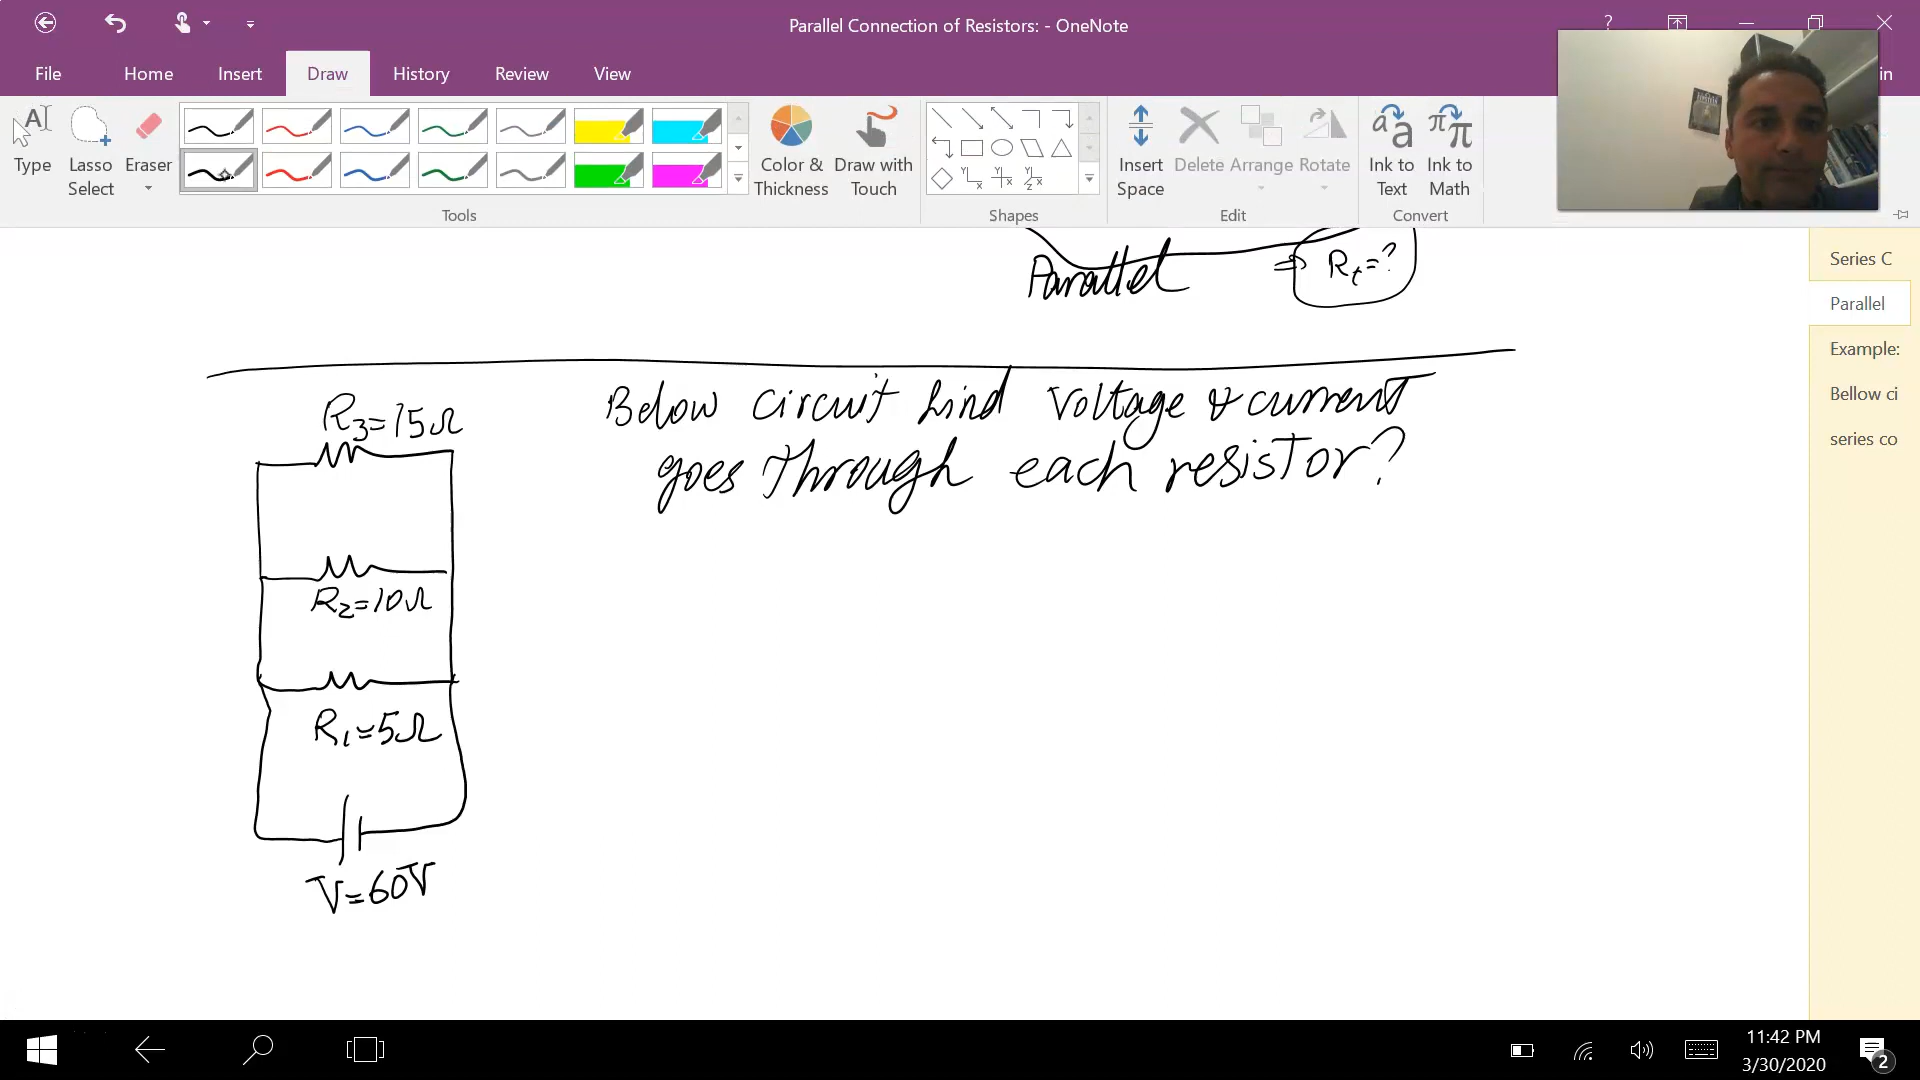 Parallel Connection of Resistors: - OneNote
?
File
Home
Insert
Draw
History
Review
View
in
Type
Lasso
Select
Eraser
Color &
Thickness
Draw with
Touch
Insert
Space
Delete
Arrange
Rotate
Ink to
Text
Ink to
Math
Tools
Shapes
Edit
Convert
Series C
Parallel
Example:
Bellow ci
series co
Parallel ⇒ Rt=?
Below circuit find Voltage & current
goes through each resistor?
R3=15Ω
R2=10Ω
R1=5Ω
V=60V
11:42 PM
3/30/2020
2